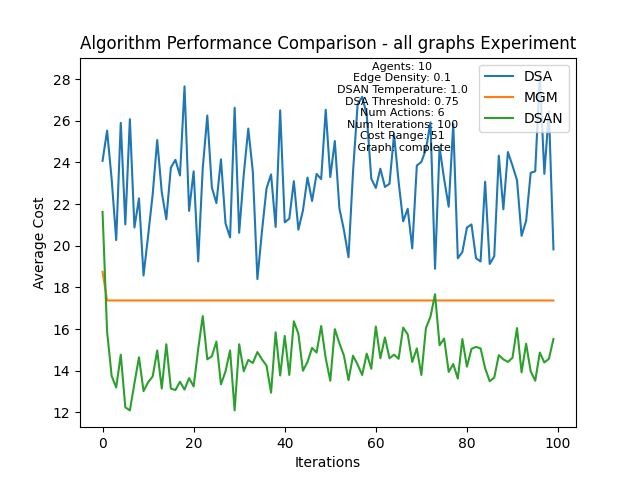 Algorithm Performance Comparison - all graphs Experiment
Agents: 10
Edge Density: 0.1
DSAN Temperature: 1.0
DSA Threshold: 0.75
Num Actions: 6
Num Iterations: 100
Cost Range: 51
Graph: complete
DSA
MGM
DSAN
28
26
24
22
20
18
16
14
12
Average Cost
0 20 40 60 80 100
Iterations